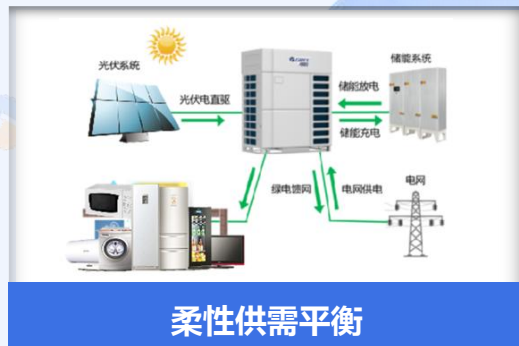 光伏系统
储能系统
储能放电
光伏电直驱
储能充电
绿电馈网
电网供电
电网
柔性供需平衡